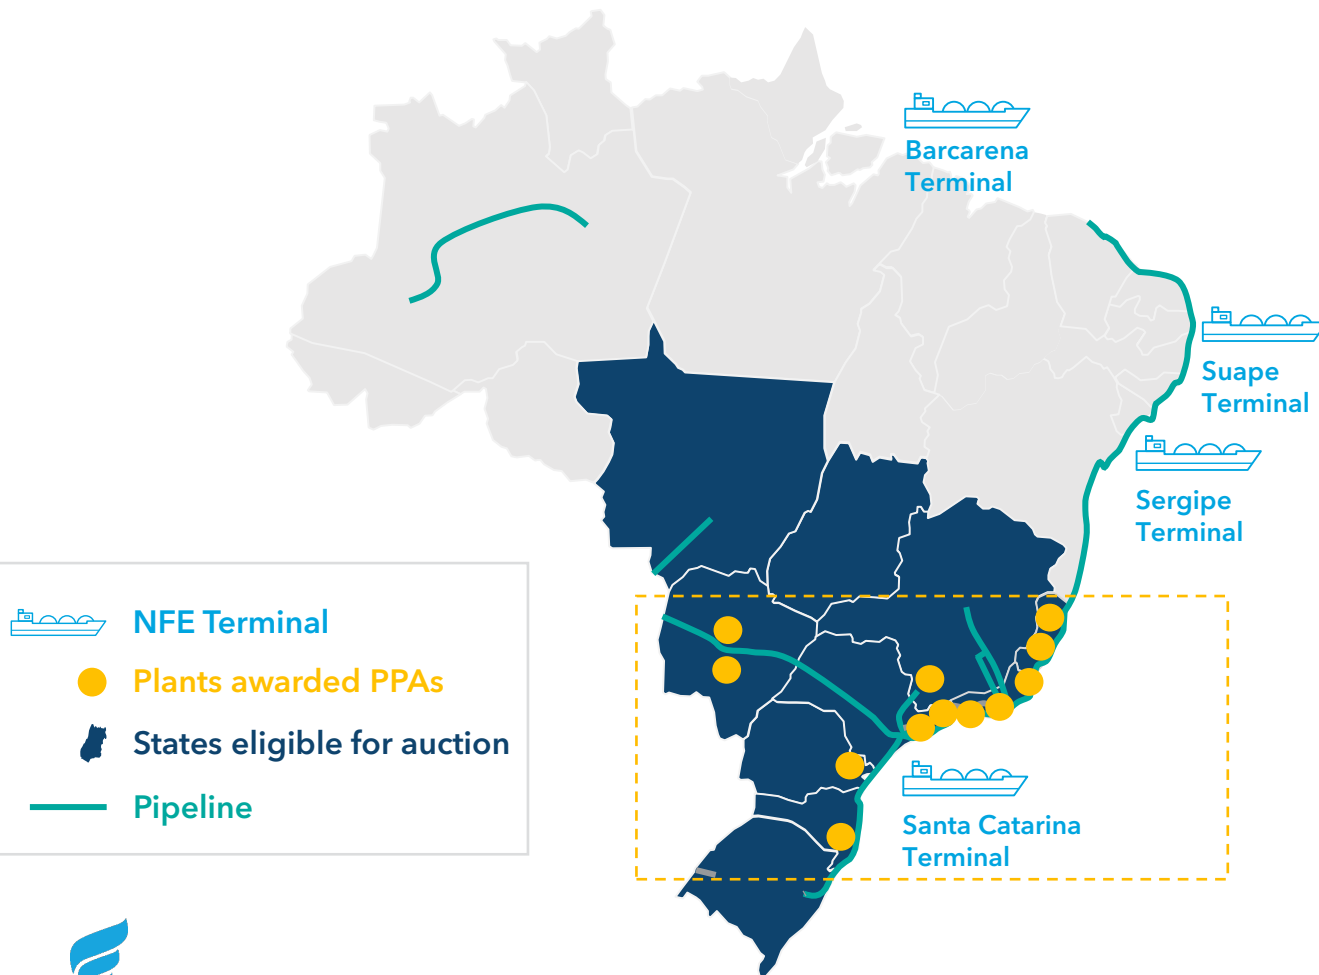 Barcarena
Terminal
Suape
Terminal
Sergipe
Terminal
NFE Terminal
Plants awarded PPAs
States eligible for auction
Pipeline
Santa Catarina
Terminal